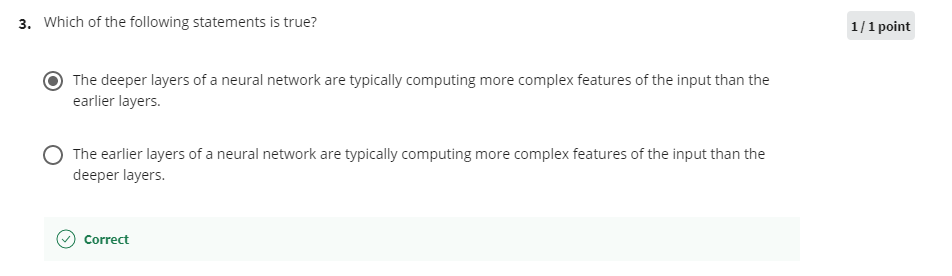 3. Which of the following statements is true?
1 / 1 point
The deeper layers of a neural network are typically computing more complex features of the input than the
earlier layers.
The earlier layers of a neural network are typically computing more complex features of the input than the
deeper layers.
Correct